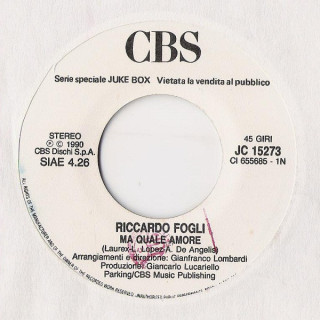 CBS
Serie speciale JUKE BOX Vietata la vendita al pubblico
STEREO
℗ © 1990
CBS Dischi S.p.A.
SIAE 4.26
45 GIRI
JC 15273
CI 655685 - 1N
RICCARDO FOGLI
MA QUALE AMORE
(Laurex-L. Lopez-A. De Angelis)
Arrangiamenti e direzione: Gianfranco Lombardi
Produzione: Giancarlo Lucariello
Parking/CBS Music Publishing